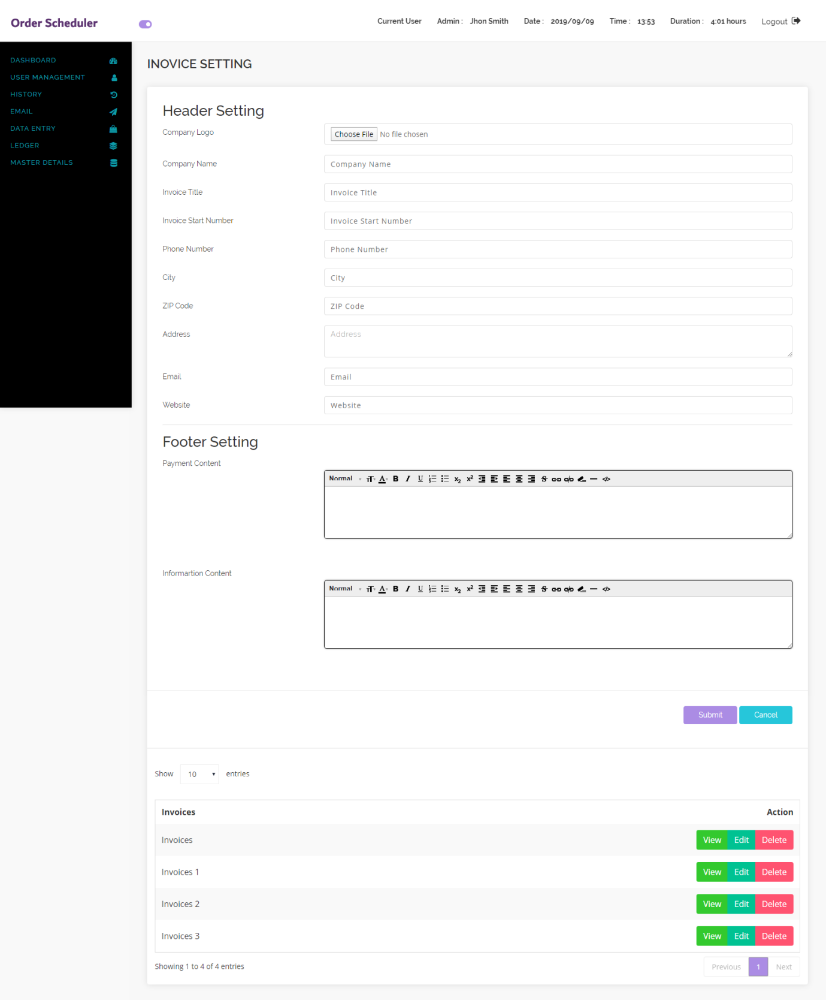 Order Scheduler
Current User Admin : Jhon Smith Date : 2019/09/09 Time : 13:53 Duration : 4:01 hours Logout
DASHBOARD
USER MANAGEMENT
HISTORY
EMAIL
DATA ENTRY
LEDGER
MASTER DETAILS
INOVICE SETTING
Header Setting
Company Logo Choose File No file chosen
Company Name Company Name
Invoice Title Invoice Title
Invoice Start Number Invoice Start Number
Phone Number Phone Number
City City
ZIP Code ZIP Code
Address Address
Email Email
Website Website
Footer Setting
Payment Content
Normal
Informartion Content
Normal
Submit Cancel
Show 10 entries
Invoices Action
Invoices View Edit Delete
Invoices 1 View Edit Delete
Invoices 2 View Edit Delete
Invoices 3 View Edit Delete
Showing 1 to 4 of 4 entries Previous 1 Next